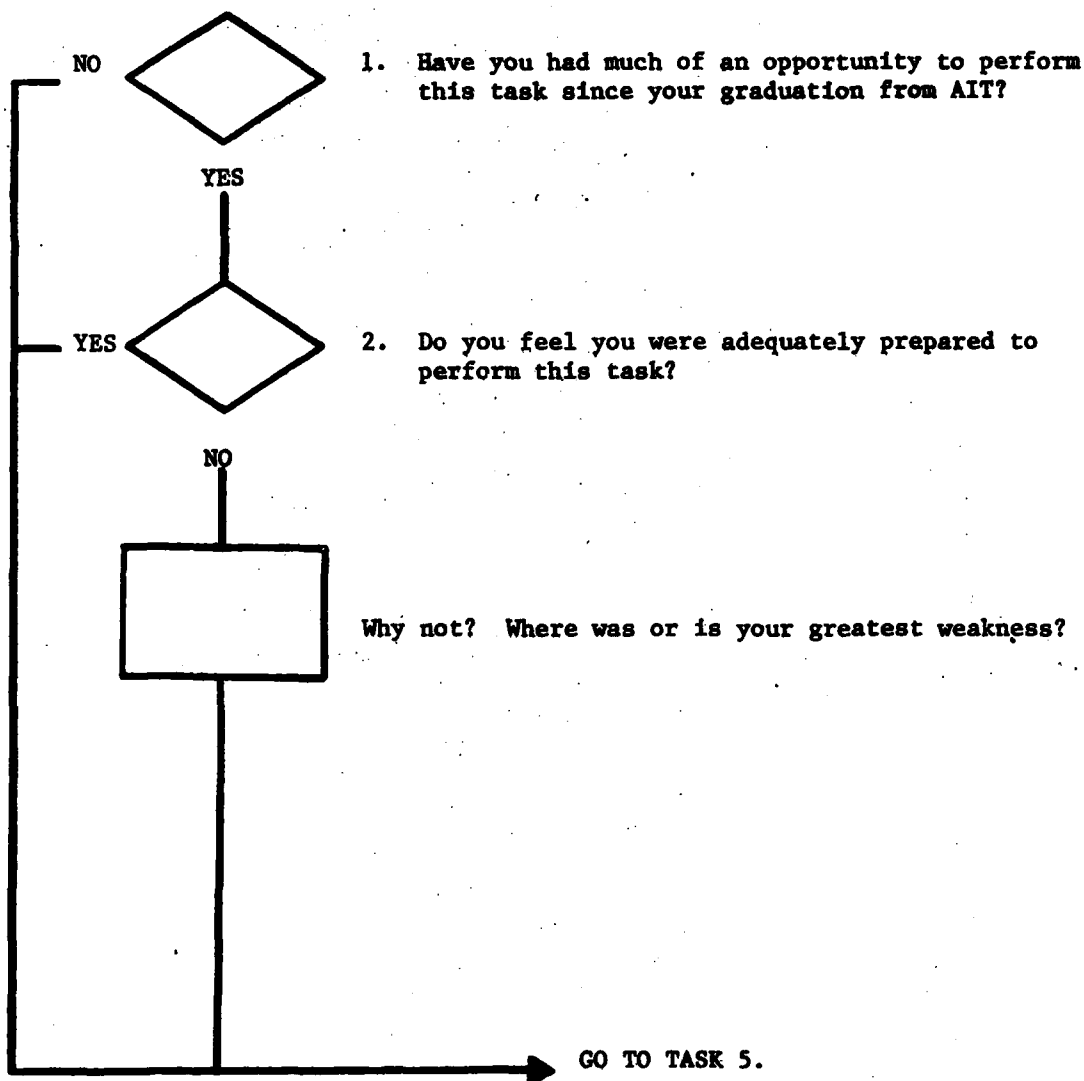 NO
1. Have you had much of an opportunity to perform
this task since your graduation from AIT?
YES
YES
2. Do you feel you were adequately prepared to
perform this task?
NO
Why not? Where was or is your greatest weakness?
GO TO TASK 5.